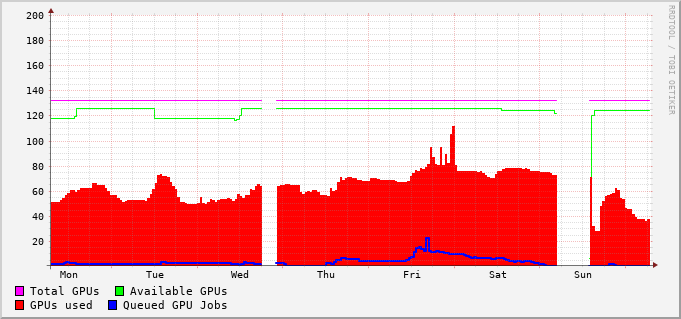 200
180
160
140
120
100
80
60
40
20
Mon Tue Wed Thu Fri Sat Sun
Total GPUs Available GPUs
GPUs used Queued GPU Jobs
RRDTOOL / TOBI OETIKER